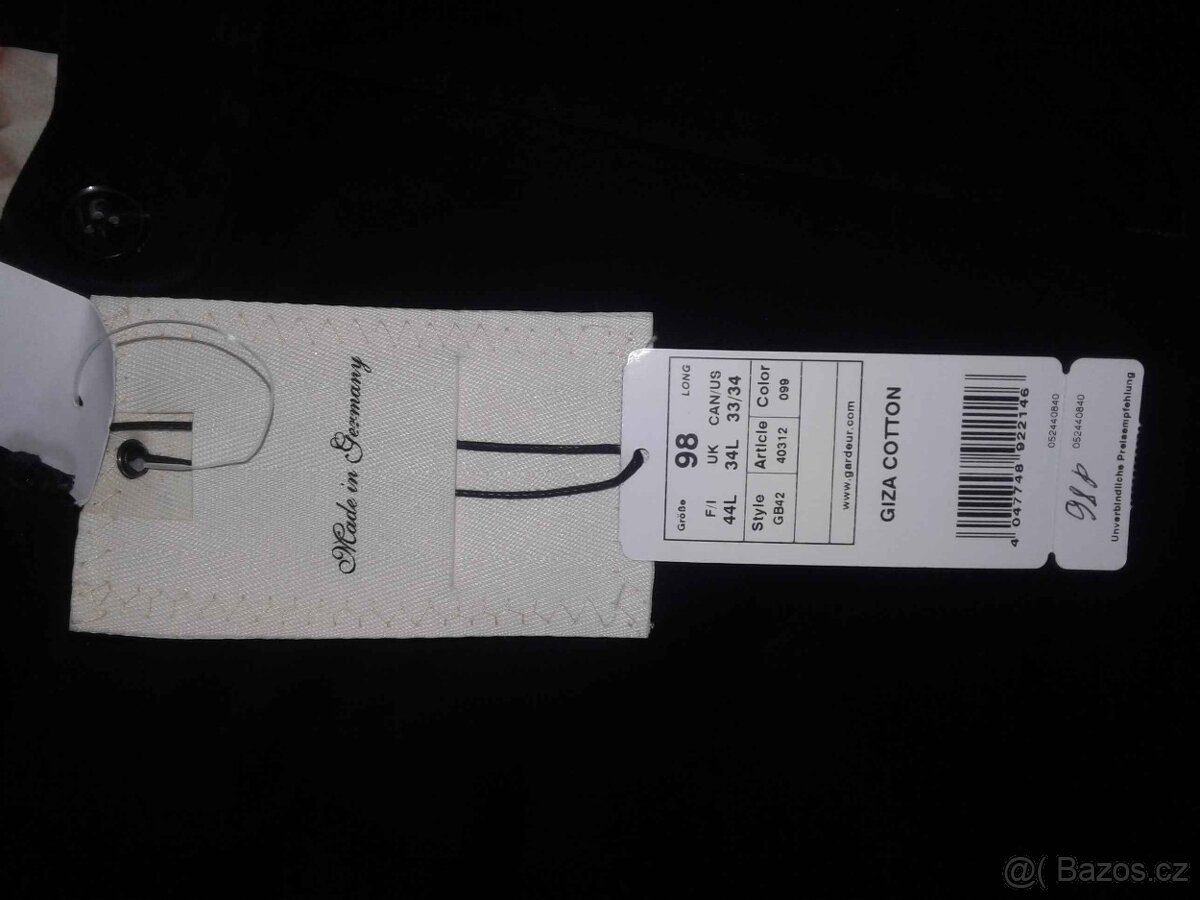 Made in Germany
Größe 98 LONG
F/I UK CAN/US
44L 34L 33/34
Style Article Color
GB42 40312 099
www.gardeur.com
GIZA COTTON
4 047748 922146
052440840
052440840
98
Unverbindliche Preisempfehlung
@( Bazos.cz